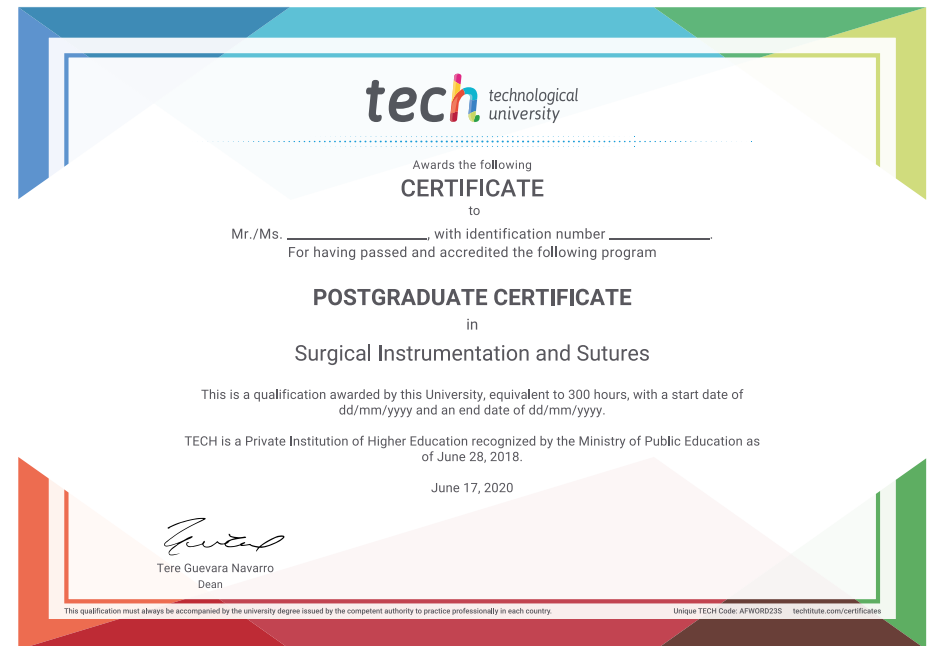 tech technological
university
Awards the following
CERTIFICATE
to
Mr./Ms. ____________________, with identification number ______________.
For having passed and accredited the following program
POSTGRADUATE CERTIFICATE
in
Surgical Instrumentation and Sutures
This is a qualification awarded by this University, equivalent to 300 hours, with a start date of
dd/mm/yyyy and an end date of dd/mm/yyyy.
TECH is a Private Institution of Higher Education recognized by the Ministry of Public Education as
of June 28, 2018.
June 17, 2020
Tere Guevara Navarro
Dean
This qualification must always be accompanied by the university degree issued by the competent authority to practice professionally in each country.
Unique TECH Code: AFWORD23S techtitute.com/certificates